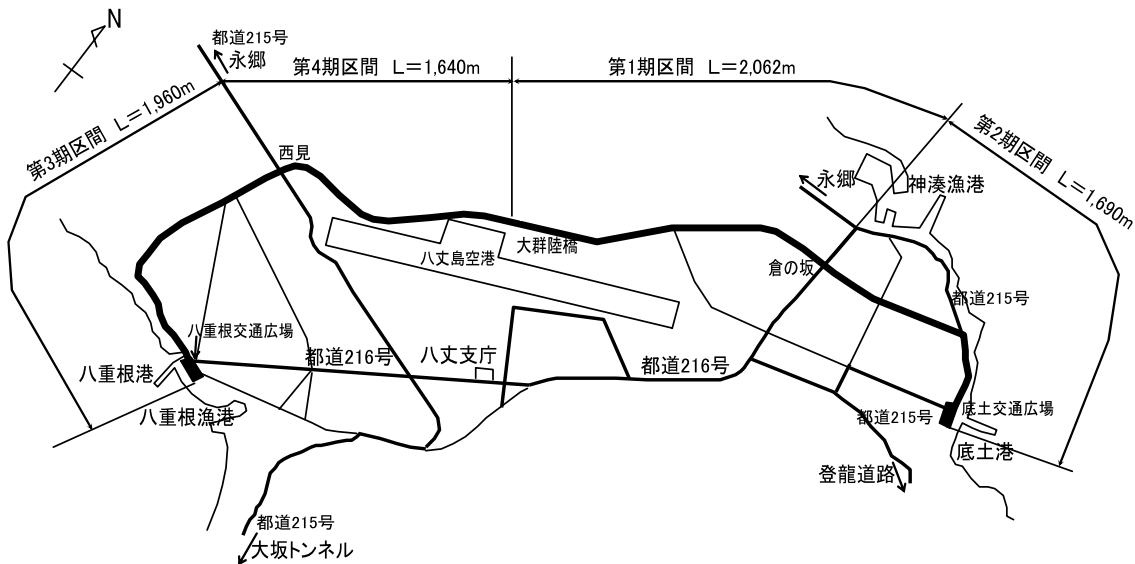 N
都道215号
永郷
第4期区間 L=1,640m
第1期区間 L=2,062m
第3期区間 L=1,960m
第2期区間 L=1,690m
西見
永郷
神湊漁港
大群陸橋
八丈島空港
倉の坂
都道215号
八重根交通広場
都道216号
八丈支庁
都道216号
八重根港
八重根漁港
都道215号
底土交通広場
底土港
登龍道路
都道215号
大坂トンネル